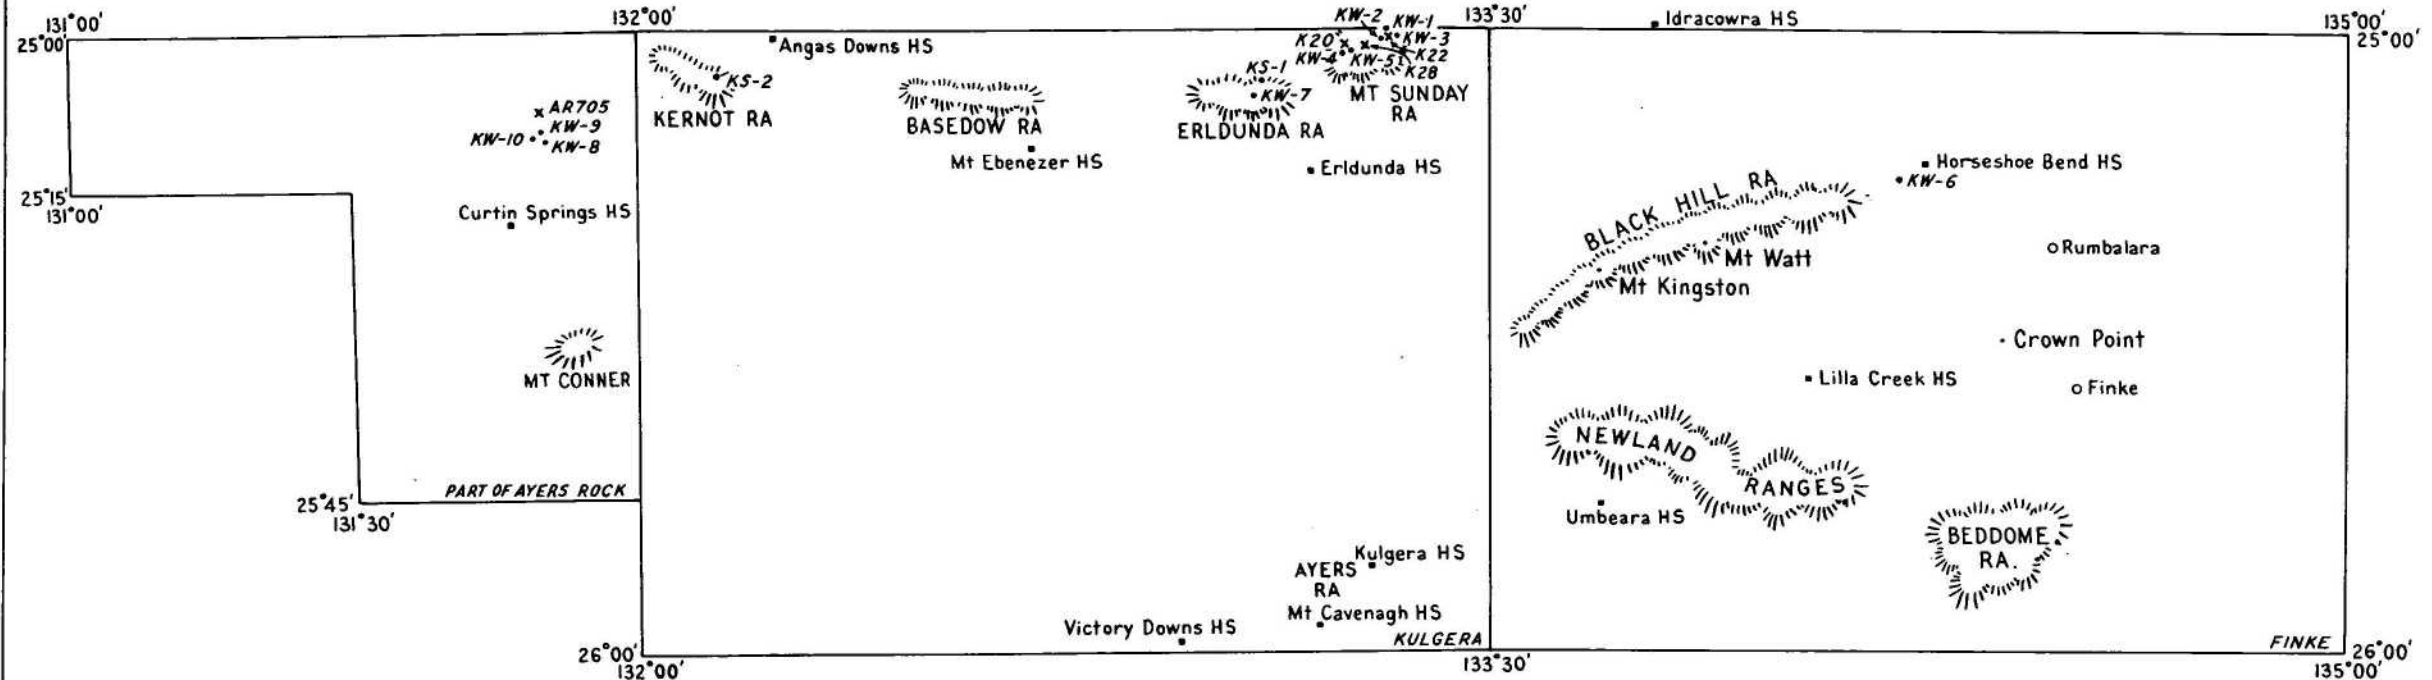 131°00'
132°00'
133°30'
135°00'
25°00'
25°00'
Idracowra HS
Angas Downs HS
KW-2
KW-1
KW-3
K20
K22
KW-4
KW-5
K28
KS-2
KS-1
KW-7
KERNOT RA
BASEDOW RA
ERLDUNDA RA
MT SUNDAY
RA
AR705
KW-9
KW-10
KW-8
Mt Ebenezer HS
Erldunda HS
Horseshoe Bend HS
KW-6
25°15'
131°00'
Curtin Springs HS
BLACK HILL RA
Rumbalara
Mt Watt
Mt Kingston
Crown Point
MT CONNER
Lilla Creek HS
Finke
NEWLAND
RANGES
25°45'
131°30'
PART OF AYERS ROCK
Umbeara HS
BEDDOME
RA.
Kulgera HS
AYERS
RA
Mt Cavenagh HS
Victory Downs HS
KULGERA
FINKE
26°00'
26°00'
132°00'
133°30'
135°00'